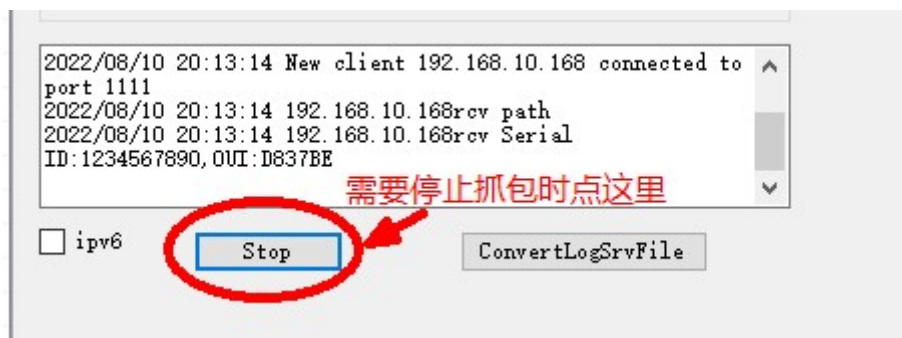 2022/08/10 20:13:14 New client 192.168.10.168 connected to
port 1111
2022/08/10 20:13:14 192.168.10.168rcv path
2022/08/10 20:13:14 192.168.10.168rcv Serial
ID:1234567890,OUI:D837BE
需要停止抓包时点这里
ipv6
Stop
ConvertLogSrvFile